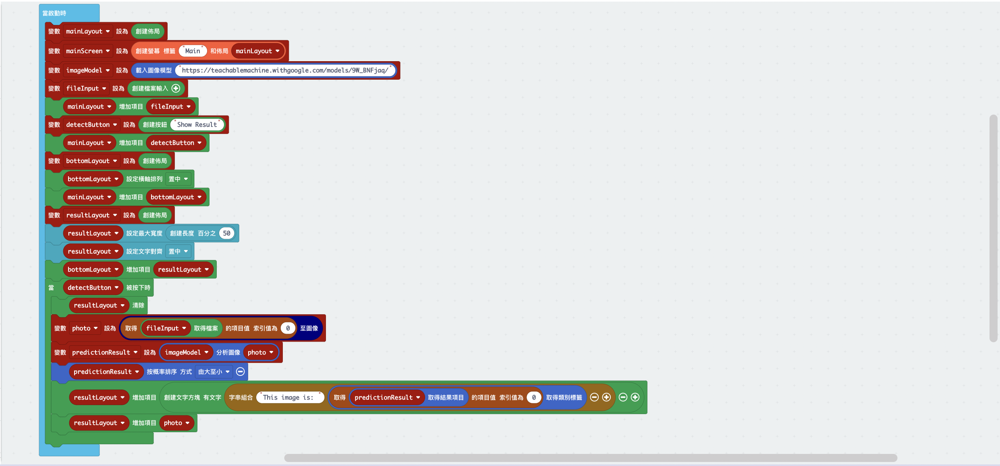 當啟動時
變數 mainLayout 設為 創建佈局
變數 mainScreen 設為 創建螢幕 標籤 "Main" 和佈局 mainLayout
變數 imageModel 設為 載入圖像模型 "https://teachablemachine.withgoogle.com/models/9W_BNFjaq/"
變數 fileInput 設為 創建檔案輸入
mainLayout 增加項目 fileInput
變數 detectButton 設為 創建按鈕 "Show Result"
mainLayout 增加項目 detectButton
變數 bottomLayout 設為 創建佈局
bottomLayout 設定橫軸排列 置中
mainLayout 增加項目 bottomLayout
變數 resultLayout 設為 創建佈局
resultLayout 設定最大寬度 創建長度 百分之 50
resultLayout 設定文字對齊 置中
bottomLayout 增加項目 resultLayout
當 detectButton 被按下時
resultLayout 清除
變數 photo 設為 取得 fileInput 取得檔案 的項目值 索引值為 0 至圖像
變數 predictionResult 設為 imageModel 分析圖像 photo
predictionResult 按概率排序 方式 由大至小
resultLayout 增加項目 創建文字方塊 有文字 字串組合 "This image is: " 取得 predictionResult 取得結果項目 的項目值 索引值為 0 取得類別標籤
resultLayout 增加項目 photo